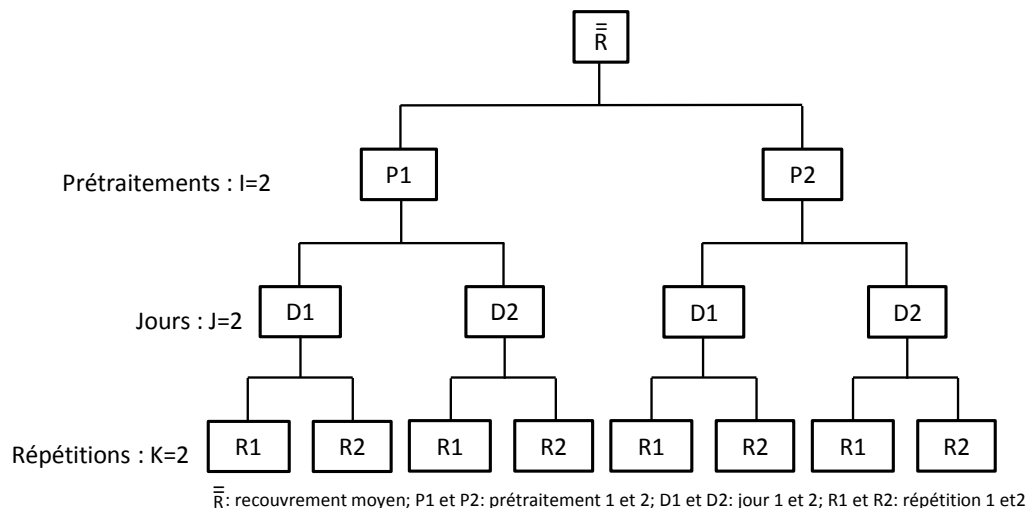 R̿
P1 P2
Prétraitements : I=2
D1 D2 D1 D2
Jours : J=2
R1 R2 R1 R2 R1 R2 R1 R2
Répétitions : K=2
R̿: recouvrement moyen; P1 et P2: prétraitement 1 et 2; D1 et D2: jour 1 et 2; R1 et R2: répétition 1 et2